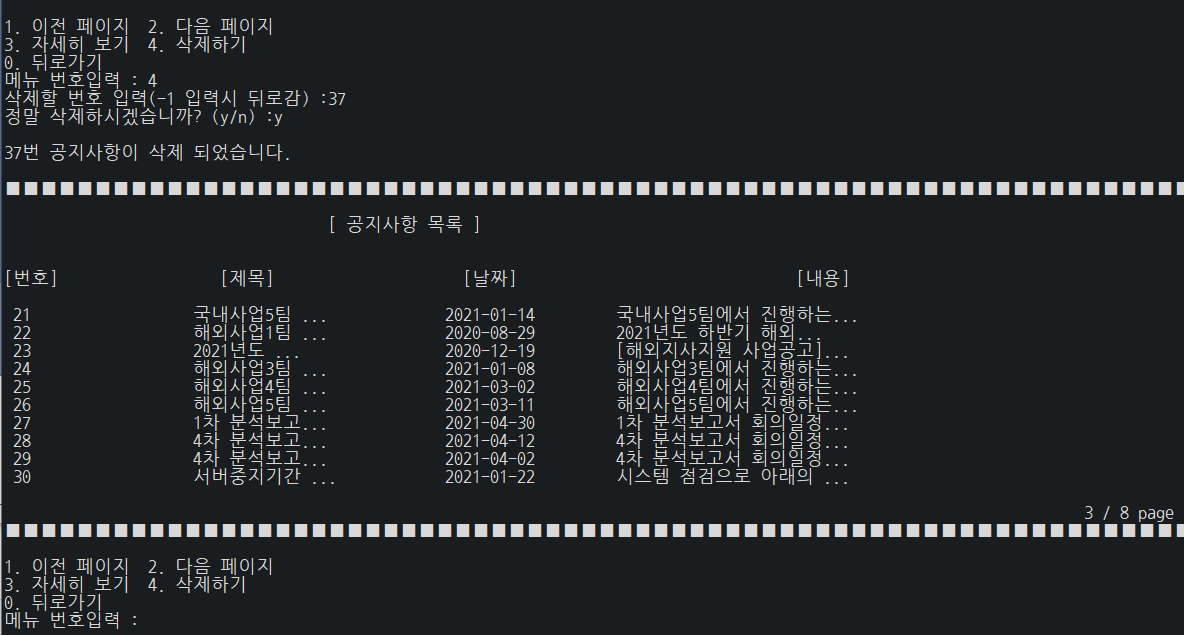 1. 이전 페이지  2. 다음 페이지
3. 자세히 보기  4. 삭제하기
0. 뒤로가기
메뉴 번호입력 : 4
삭제할 번호 입력(-1 입력시 뒤로감) :37
정말 삭제하시겠습니까? (y/n) :y
37번 공지사항이 삭제 되었습니다.
[ 공지사항 목록 ]
[번호] [제목] [날짜] [내용]
21 국내사업5팀 ... 2021-01-14 국내사업5팀에서 진행하는...
22 해외사업1팀 ... 2020-08-29 2021년도 하반기 해외...
23 2021년도 ... 2020-12-19 [해외지사지원 사업공고]...
24 해외사업3팀 ... 2021-01-08 해외사업3팀에서 진행하는...
25 해외사업4팀 ... 2021-03-02 해외사업4팀에서 진행하는...
26 해외사업5팀 ... 2021-03-11 해외사업5팀에서 진행하는...
27 1차 분석보고... 2021-04-30 1차 분석보고서 회의일정...
28 4차 분석보고... 2021-04-12 4차 분석보고서 회의일정...
29 4차 분석보고... 2021-04-02 4차 분석보고서 회의일정...
30 서버중지기간 ... 2021-01-22 시스템 점검으로 아래의 ...
3 / 8 page
1. 이전 페이지  2. 다음 페이지
3. 자세히 보기  4. 삭제하기
0. 뒤로가기
메뉴 번호입력 :